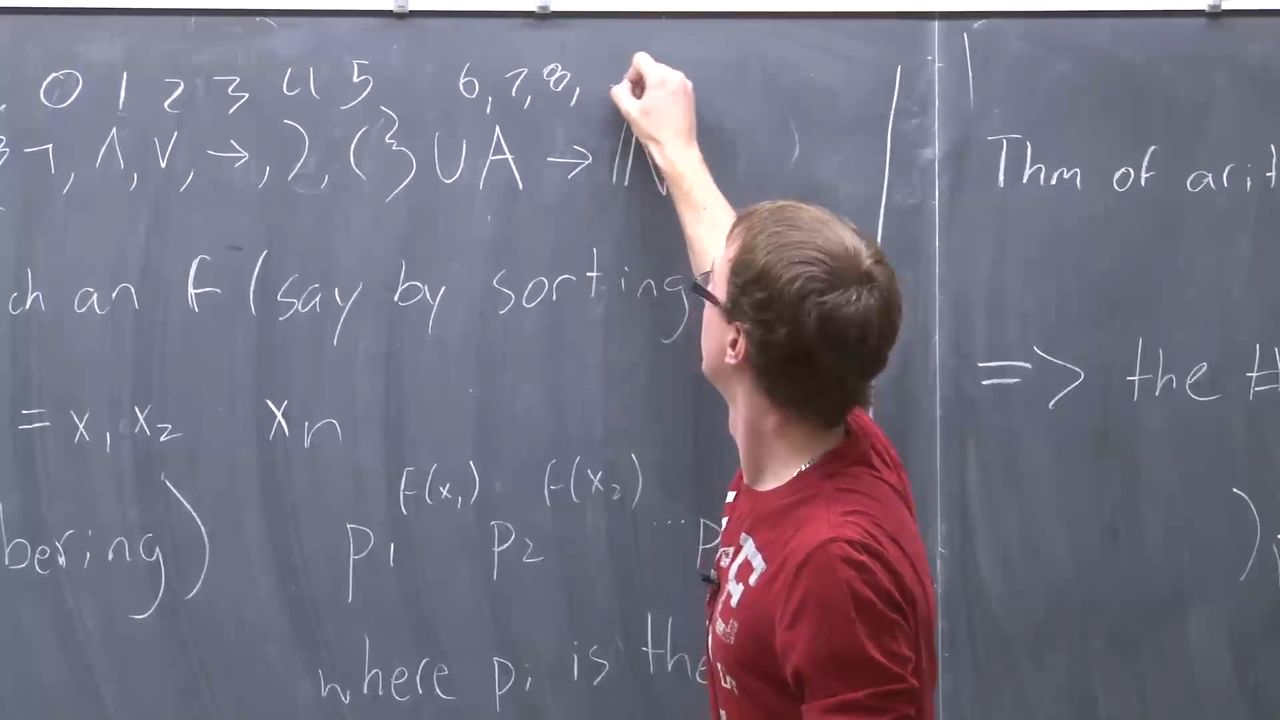 0 1 2 3 4 5 6, 7, 8,
¬, ∧, ∨, →, ), (} ∪ A → ℕ
ch an f (say by sorting
= x₁, x₂ xₙ
f(x₁) f(x₂)
bering) p₁ p₂ ... p
where pᵢ is the
Thm of arit
=> the
)